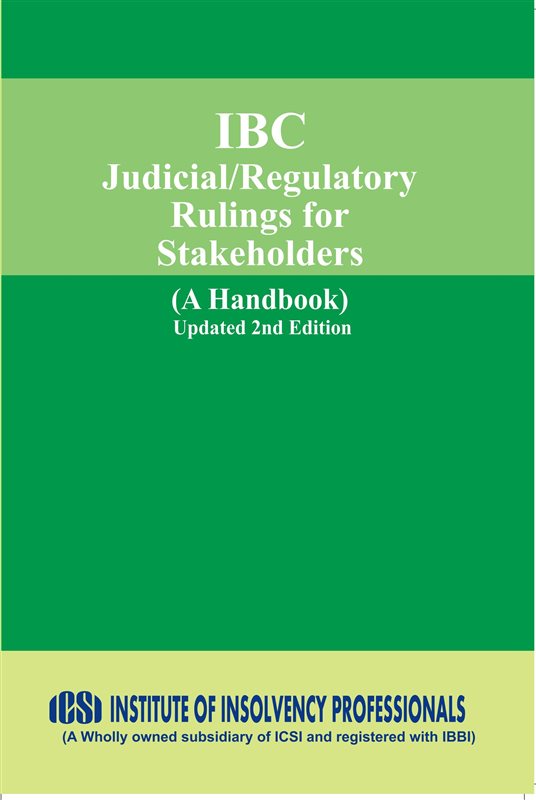 IBC
Judicial/Regulatory
Rulings for
Stakeholders
(A Handbook)
Updated 2nd Edition
ICSI INSTITUTE OF INSOLVENCY PROFESSIONALS
(A Wholly owned subsidiary of ICSI and registered with IBBI)